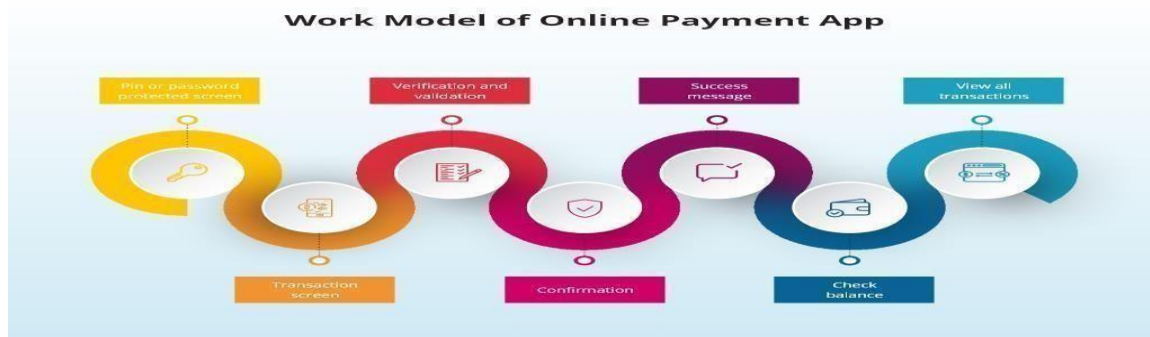 Work Model of Online Payment App
Pin or password
protected screen
Verification and
validation
Success
message
View all
transactions
Transaction
screen
Confirmation
Check
balance